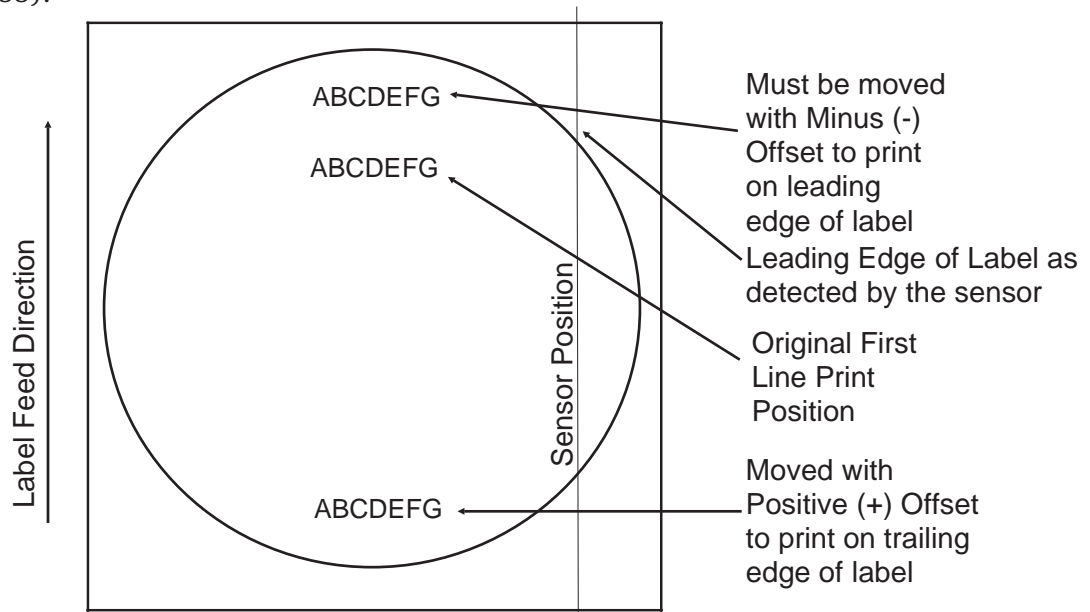 ABCDEFG
ABCDEFG
ABCDEFG
Label Feed Direction
Sensor Position
Must be moved
with Minus (-)
Offset to print
on leading
edge of label
Leading Edge of Label as
detected by the sensor
Original First
Line Print
Position
Moved with
Positive (+) Offset
to print on trailing
edge of label